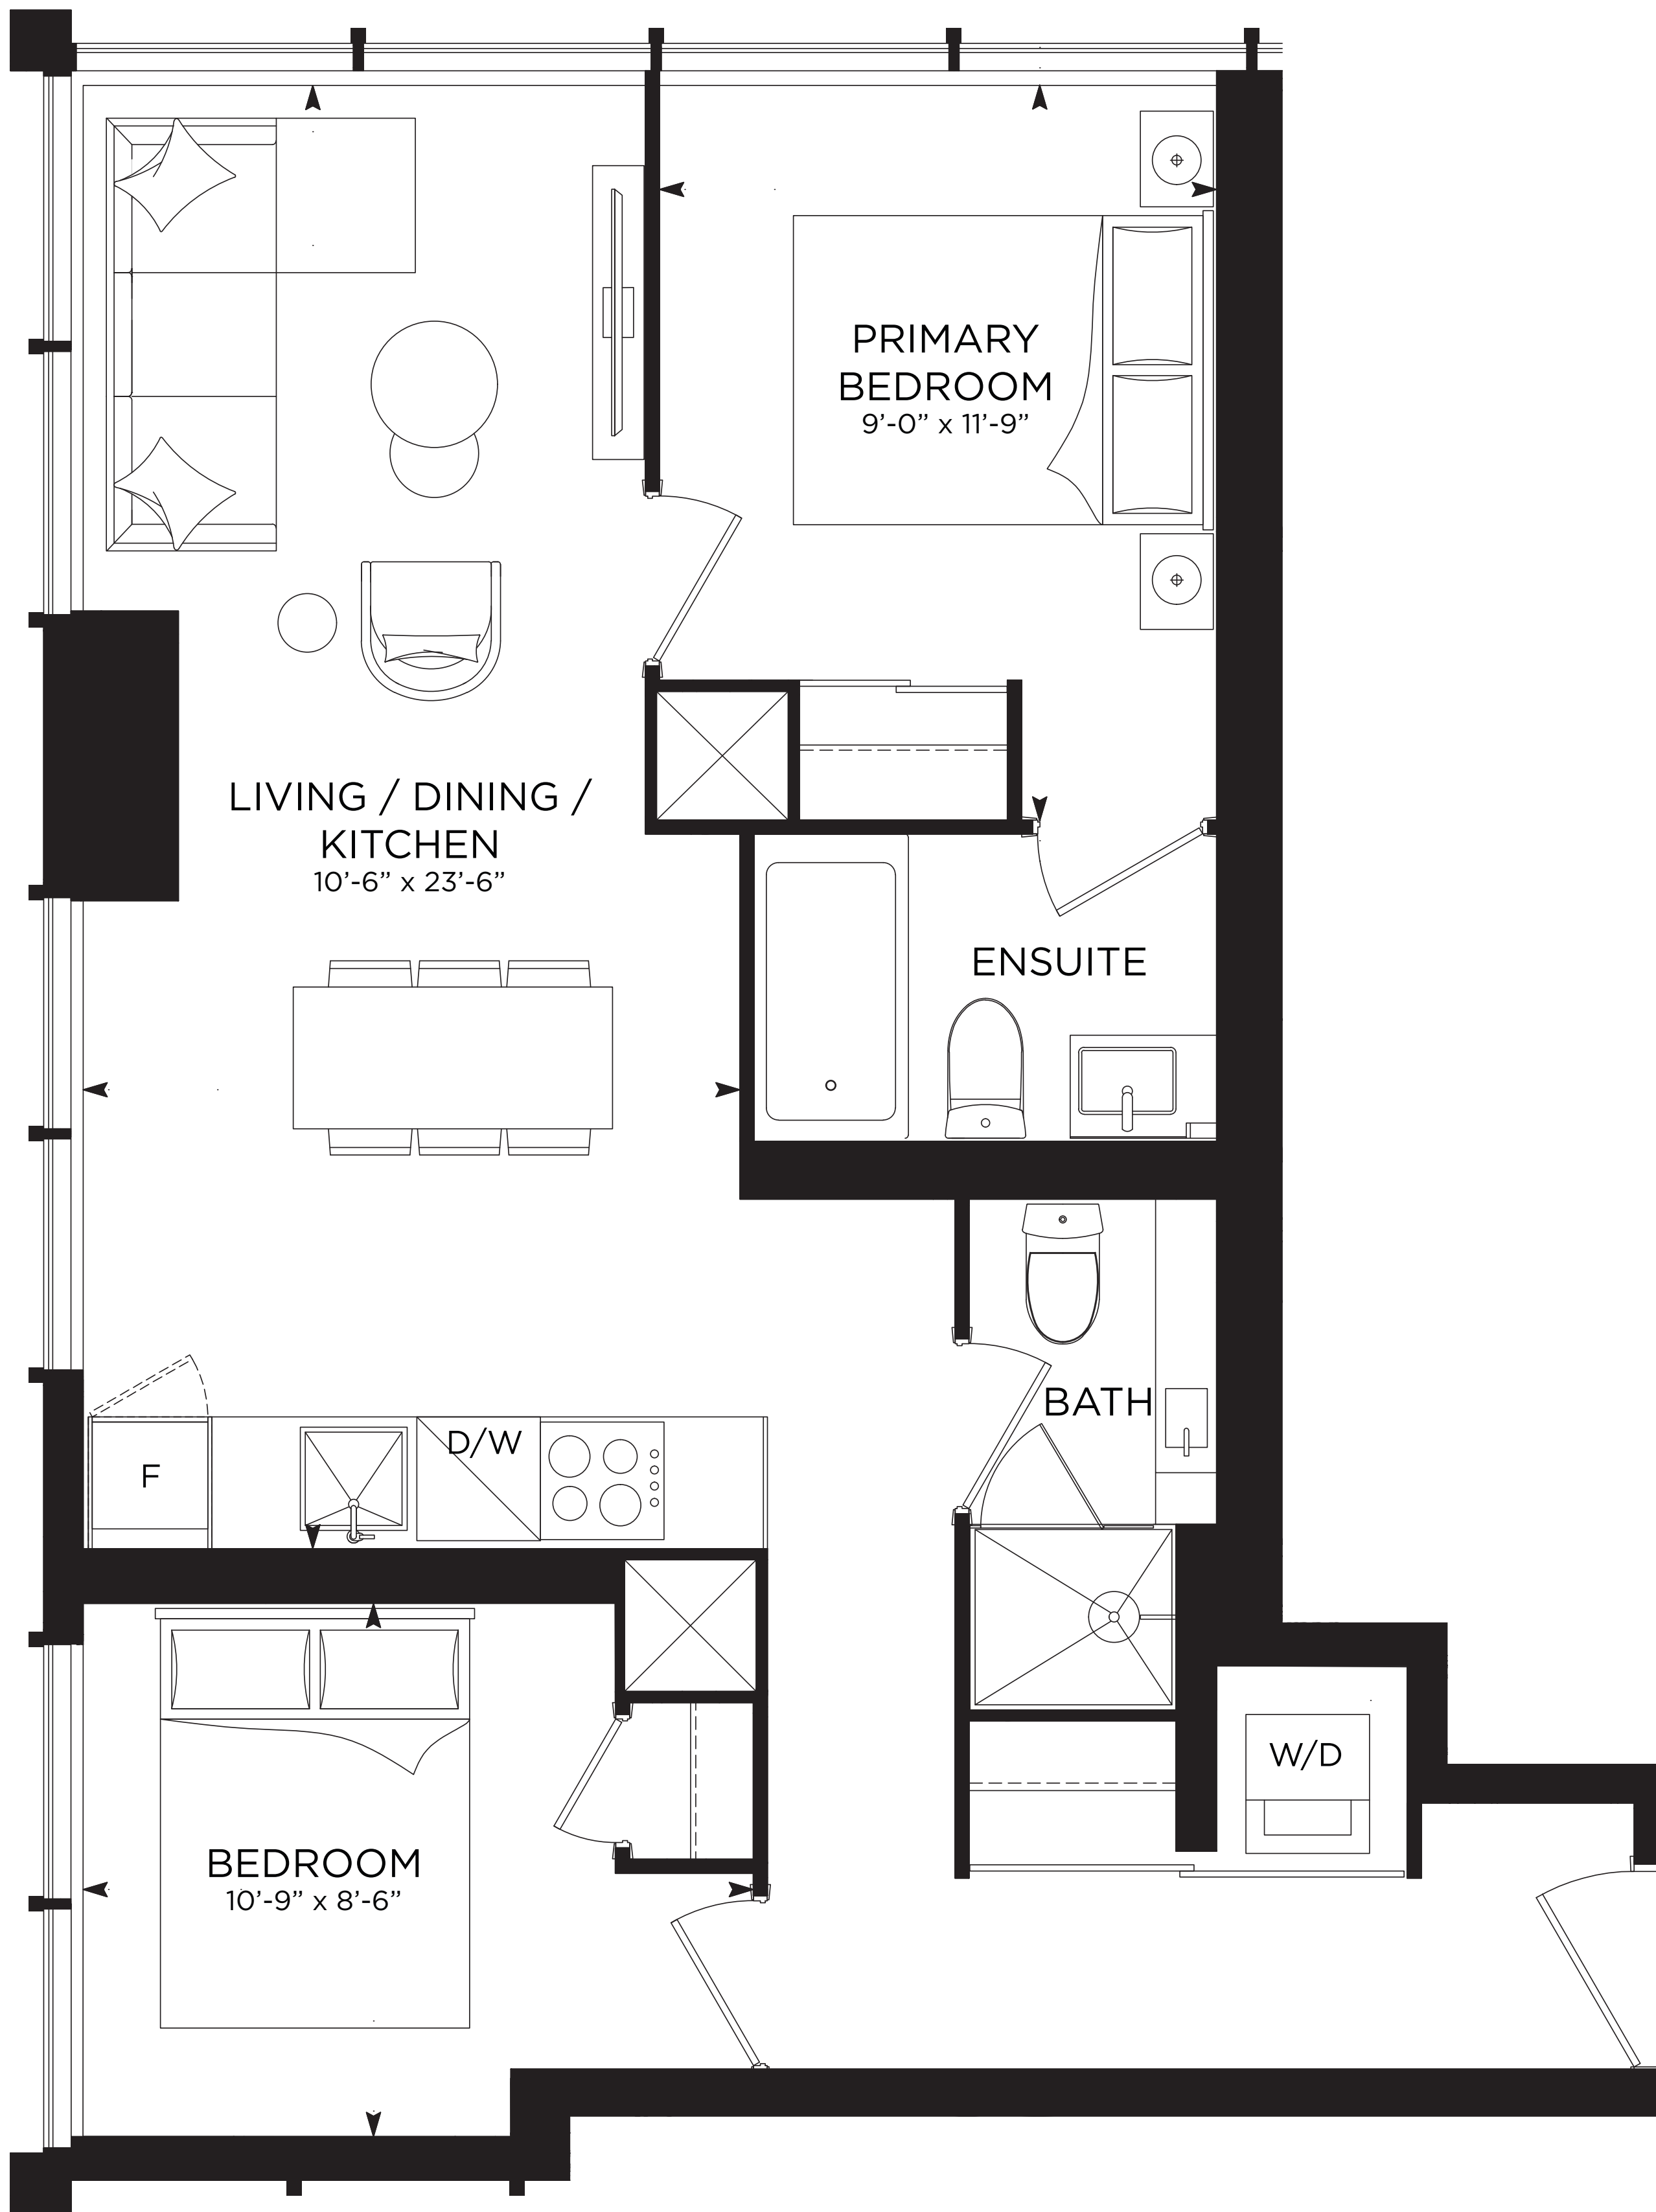 PRIMARY
BEDROOM
9’-0” x 11’-9”
LIVING / DINING /
KITCHEN
10’-6” x 23’-6”
ENSUITE
BATH
D/W
F
W/D
BEDROOM
10’-9” x 8’-6”